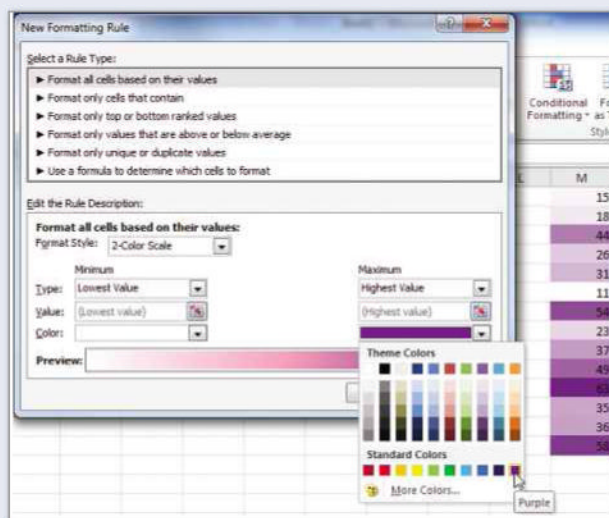 New Formatting Rule
Select a Rule Type:
► Format all cells based on their values
► Format only cells that contain
► Format only top or bottom ranked values
► Format only values that are above or below average
► Format only unique or duplicate values
► Use a formula to determine which cells to format
Edit the Rule Description:
Format all cells based on their values:
Format Style: 2-Color Scale
Minimum Maximum
Type: Lowest Value Highest Value
Value: (Lowest value) (Highest value)
Color:
Preview:
Theme Colors
Standard Colors
More Colors...
Purple
Conditional
Formatting
as
Style
L M
15
18
44
26
31
11
54
23
37
49
35
36
58